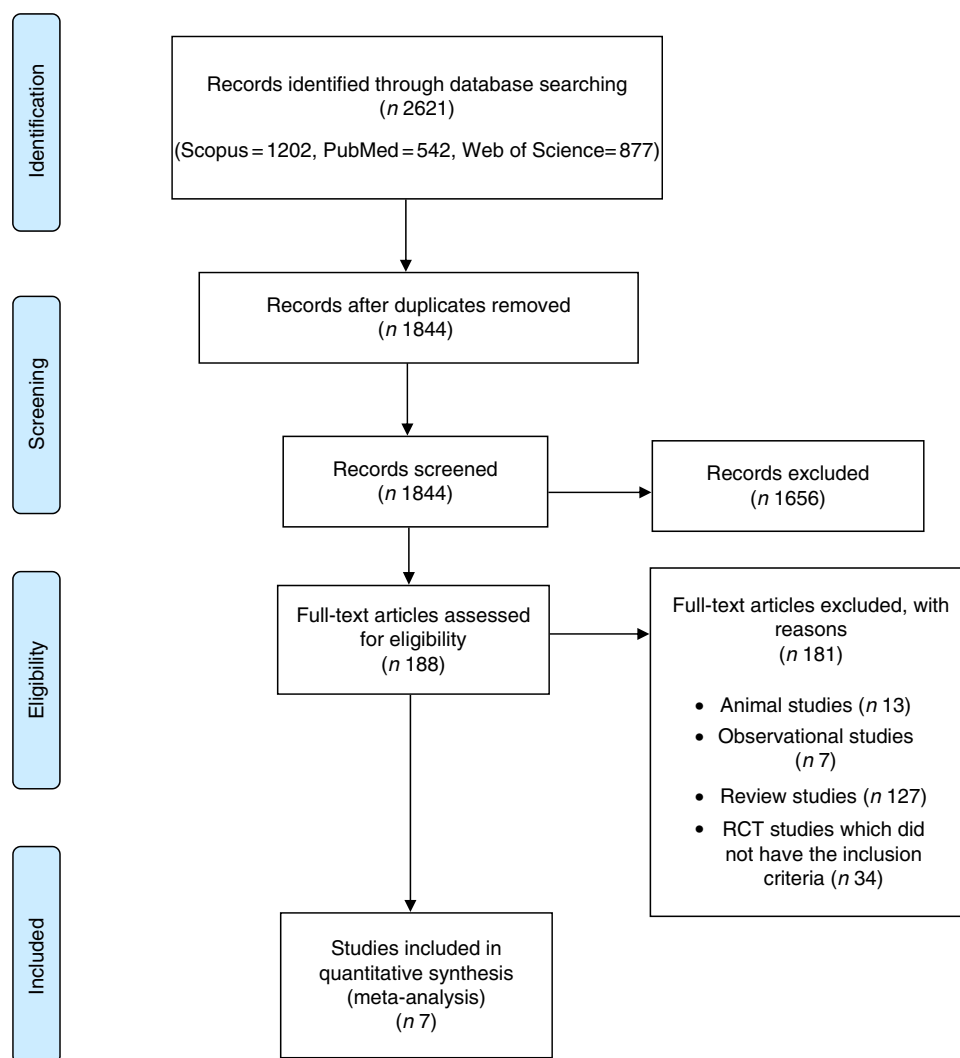 Identification
Records identified through database searching
(n 2621)
(Scopus = 1202, PubMed = 542, Web of Science= 877)
Screening
Records after duplicates removed
(n 1844)
Records screened
(n 1844)
Records excluded
(n 1656)
Eligibility
Full-text articles assessed
for eligibility
(n 188)
Full-text articles excluded, with
reasons
(n 181)
• Animal studies (n 13)
• Observational studies
(n 7)
• Review studies (n 127)
• RCT studies which did
not have the inclusion
criteria (n 34)
Included
Studies included in
quantitative synthesis
(meta-analysis)
(n 7)